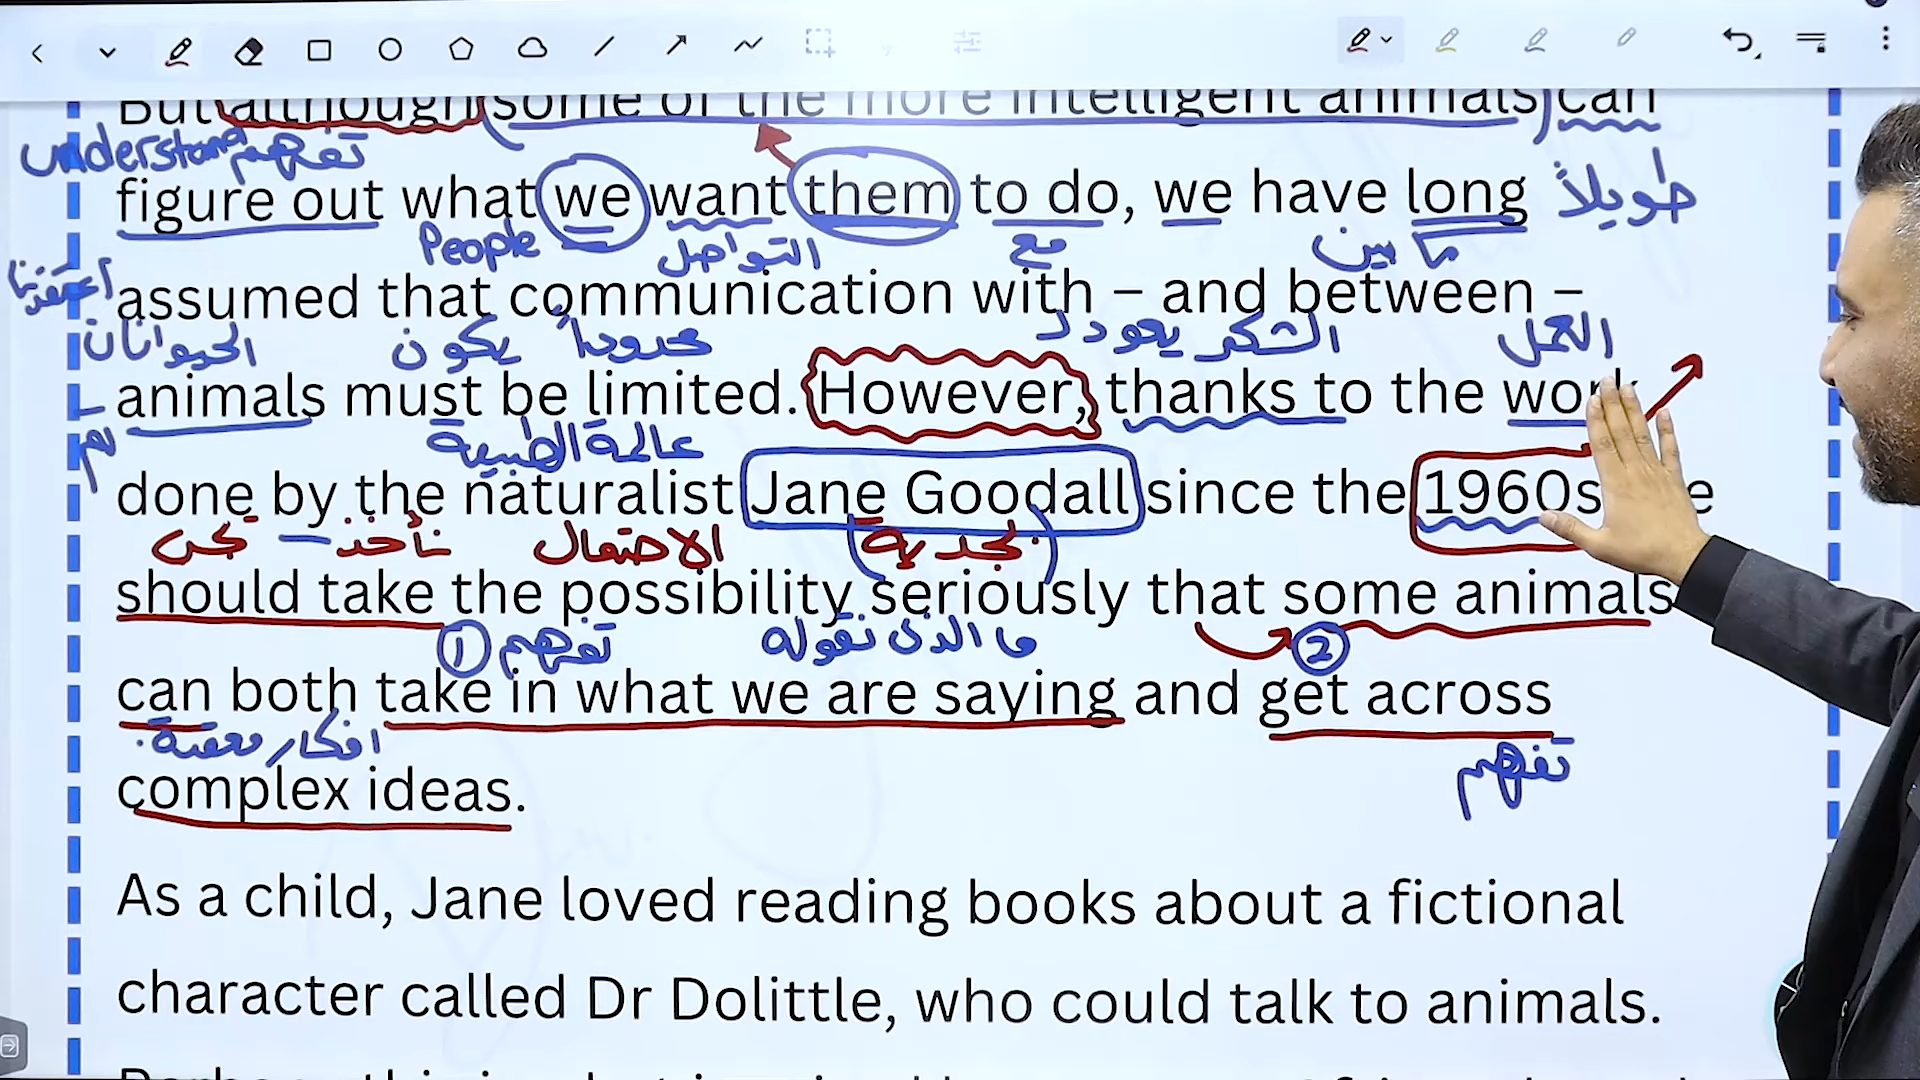 But although some of the more intelligent animals can
understand تفهم
figure out what we want them to do, we have long طويلاً
People التواصل مع ما بين
assumed that communication with – and between –
الحيوانات يكون محدوداً الشكر يعود لـ العمل
animals must be limited. However, thanks to the work
عالمة الطبيعة
done by the naturalist Jane Goodall since the 1960s
يجب نأخذ الاحتمال بجدية
should take the possibility seriously that some animals
1 تفهم ما الذي نقوله 2
can both take in what we are saying and get across
افكار معقدة تفهم
complex ideas.
As a child, Jane loved reading books about a fictional
character called Dr Dolittle, who could talk to animals.